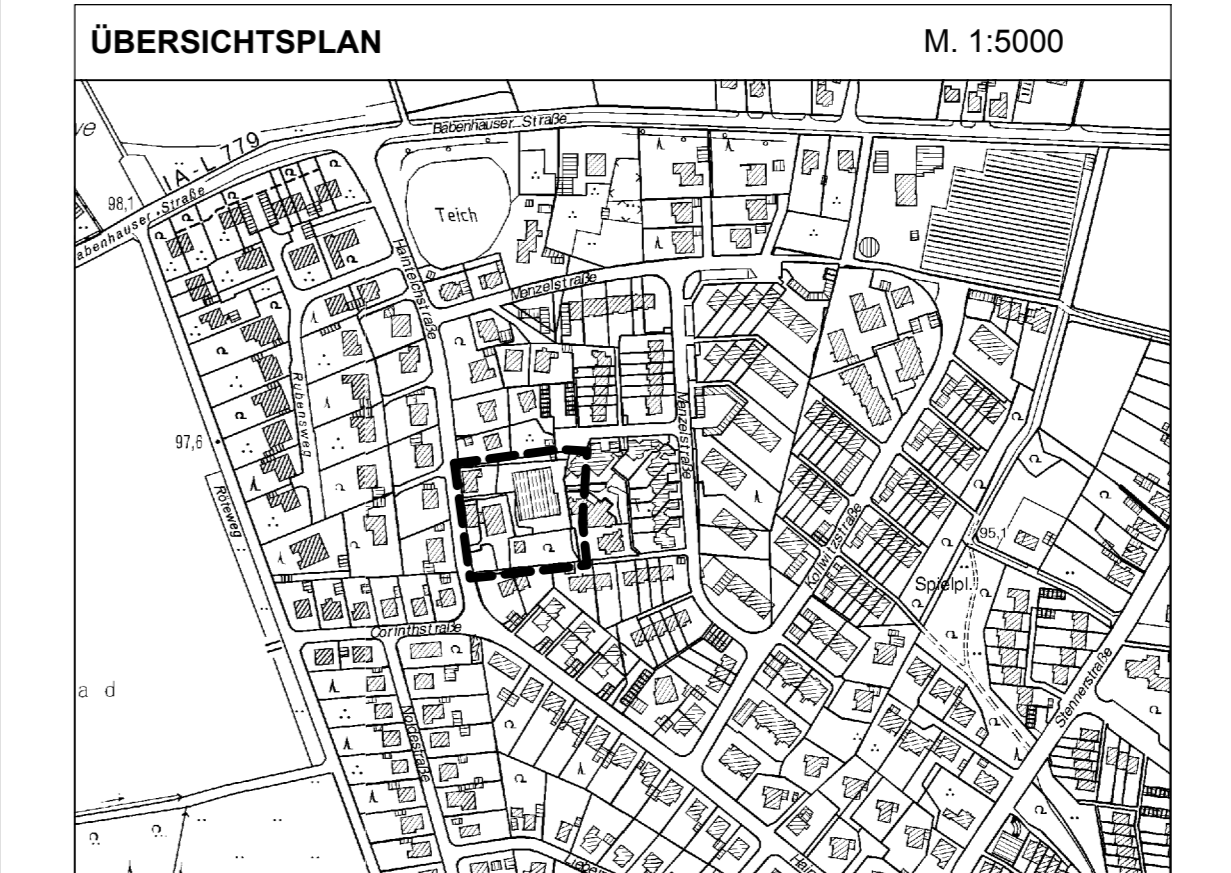 ÜBERSICHTSPLAN M. 1:5000
Babenhauser Straße
IA-L 779
98,1
abenhauser Straße
Teich
Hainteichstraße
Menzelstraße
Rubensweg
Menzelstraße
97,6
Röteweg
Kollwitzstraße
95,1
Spielpl.
Corinthstraße
a d
Stennerstraße
Noldestraße